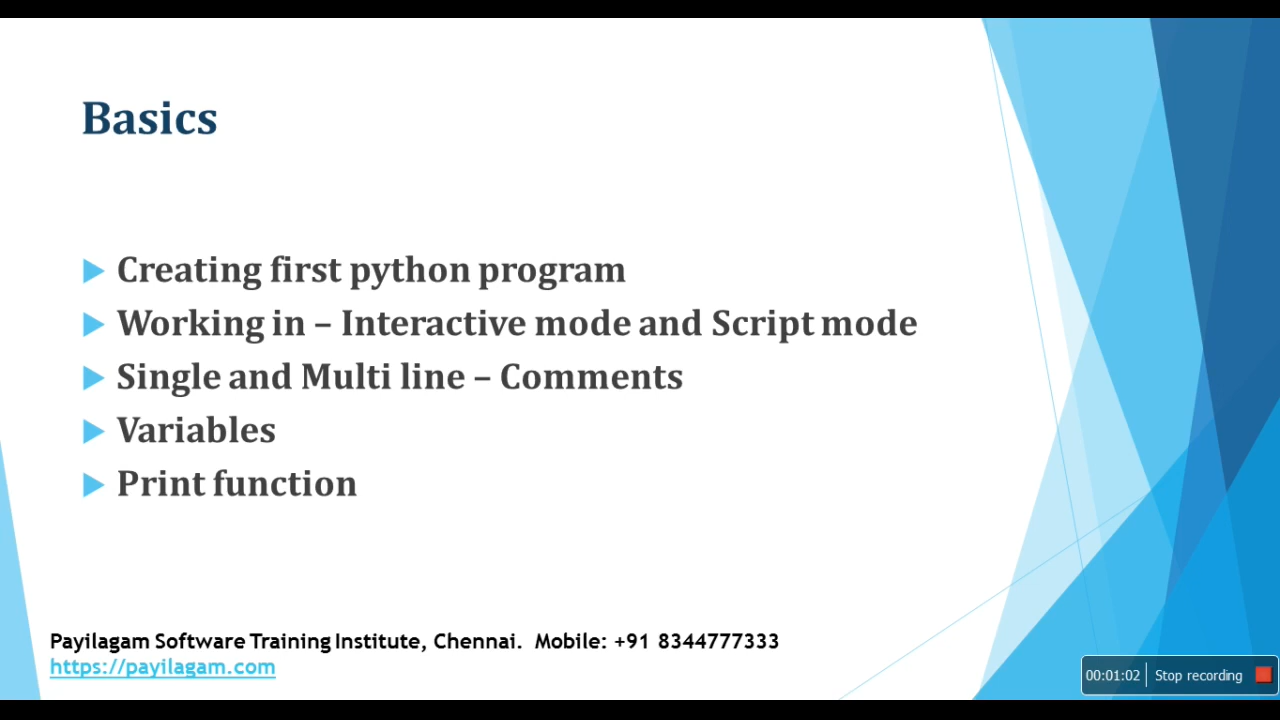 Basics
Creating first python program
Working in – Interactive mode and Script mode
Single and Multi line – Comments
Variables
Print function
Payilagam Software Training Institute, Chennai. Mobile: +91 8344777333
https://payilagam.com
00:01:02 Stop recording